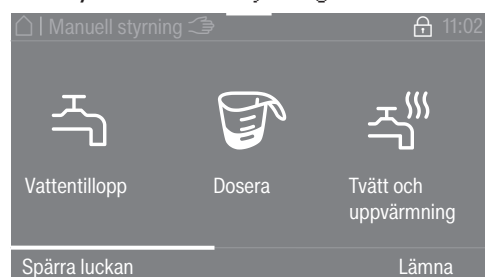 | Manuell styrning 11:02
Vattentillopp
Dosera
Tvätt och
uppvärmning
Spärra luckan
Lämna